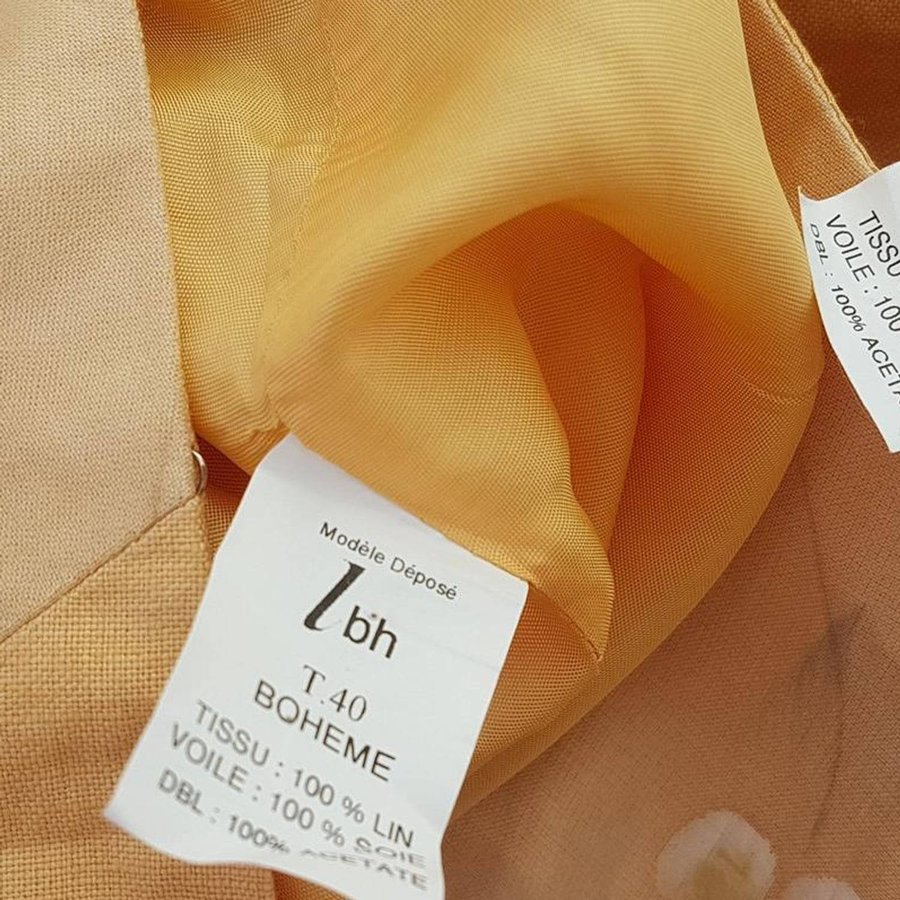 Modèle Déposé
lbh
T.40
BOHEME
TISSU : 100 % LIN
VOILE : 100 % SOIE
DBL : 100% ACETATE
TISSU
VOILE : 100
DBL : 100% ACETA